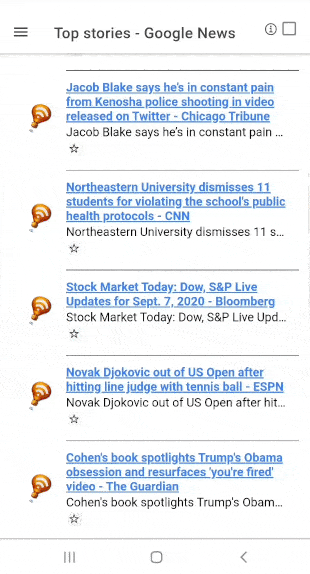 Top stories - Google News
Jacob Blake says he's in constant pain
from Kenosha police shooting in video
released on Twitter - Chicago Tribune
Jacob Blake says he’s in constant pain ...
Northeastern University dismisses 11
students for violating the school's public
health protocols - CNN
Northeastern University dismisses 11 s...
Stock Market Today: Dow, S&P Live
Updates for Sept. 7, 2020 - Bloomberg
Stock Market Today: Dow, S&P Live Upd...
Novak Djokovic out of US Open after
hitting line judge with tennis ball - ESPN
Novak Djokovic out of US Open after hit...
Cohen's book spotlights Trump's Obama
obsession and resurfaces 'you're fired'
video - The Guardian
Cohen's book spotlights Trump's Obam...